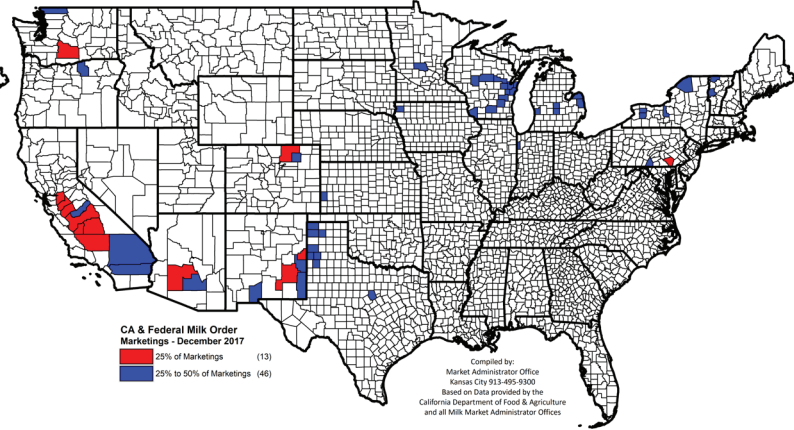 CA & Federal Milk Order
Marketings - December 2017
25% of Marketings (13)
25% to 50% of Marketings (46)
Compiled by:
Market Administrator Office
Kansas City 913-495-9300
Based on Data provided by the
California Department of Food & Agriculture
and all Milk Market Administrator Offices